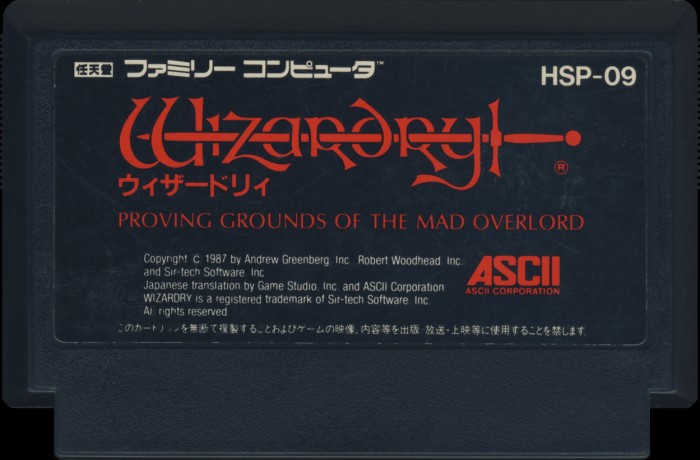 任天堂 ファミリー コンピュータ™ HSP-09
Wizardry®
ウィザードリィ
PROVING GROUNDS OF THE MAD OVERLORD
Copyright © 1987 by Andrew Greenberg, Inc. Robert Woodhead, Inc.
and Sir-tech Software, Inc.
Japanese translation by Game Studio, Inc. and ASCII Corporation
WIZARDRY is a registered trademark of Sir-tech Software, Inc.
All rights reserved
ASCII
ASCII CORPORATION
このカートリッジを無断で複製することおよびゲームの映像、内容等を出版・放送・上映等に使用することを禁します